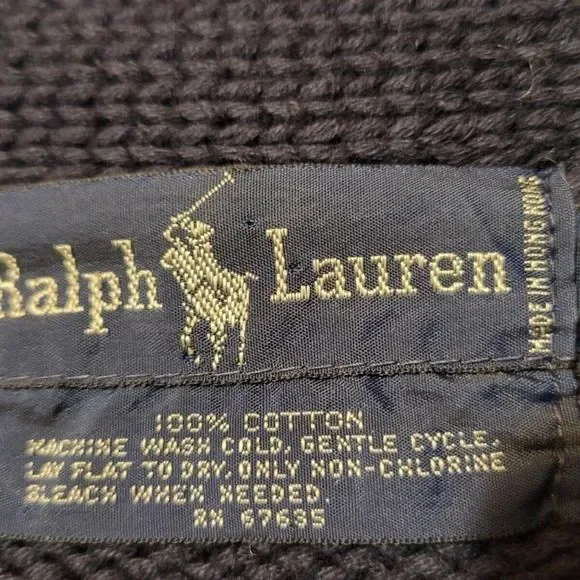 Ralph Lauren
MADE IN HONG KONG
100% COTTON
MACHINE WASH COLD, GENTLE CYCLE.
LAY FLAT TO DRY, ONLY NON-CHLORINE
BLEACH WHEN NEEDED.
RN 67635